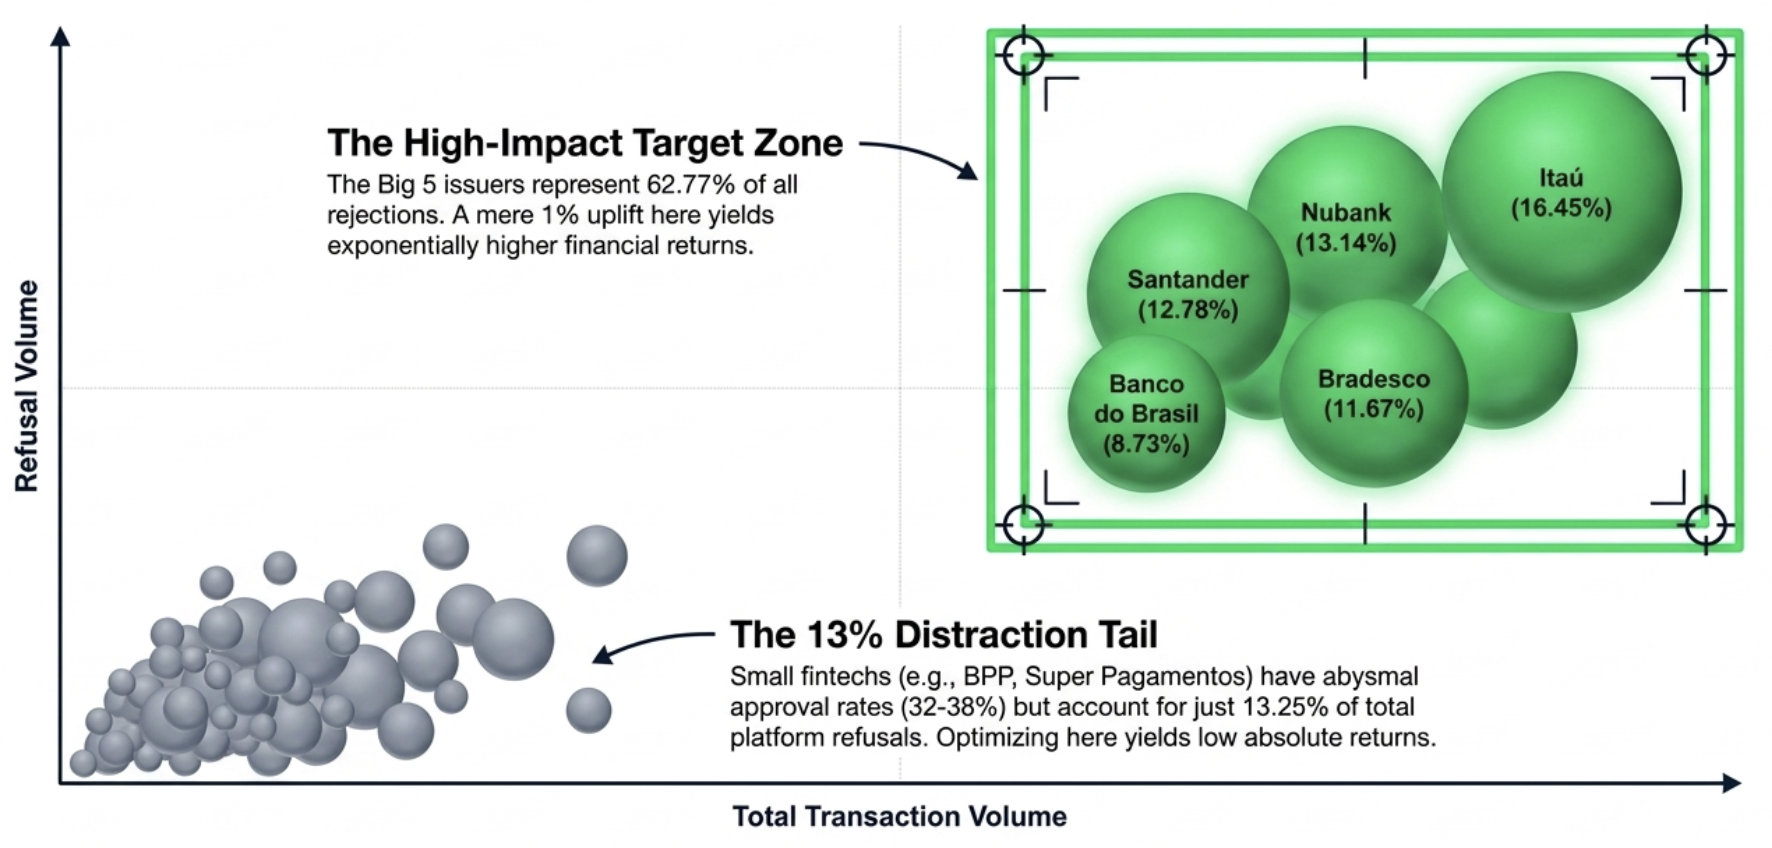 The High-Impact Target Zone
The Big 5 issuers represent 62.77% of all
rejections. A mere 1% uplift here yields
exponentially higher financial returns.
Itaú
(16.45%)
Nubank
(13.14%)
Santander
(12.78%)
Bradesco
(11.67%)
Banco
do Brasil
(8.73%)
Refusal Volume
The 13% Distraction Tail
Small fintechs (e.g., BPP, Super Pagamentos) have abysmal
approval rates (32-38%) but account for just 13.25% of total
platform refusals. Optimizing here yields low absolute returns.
Total Transaction Volume